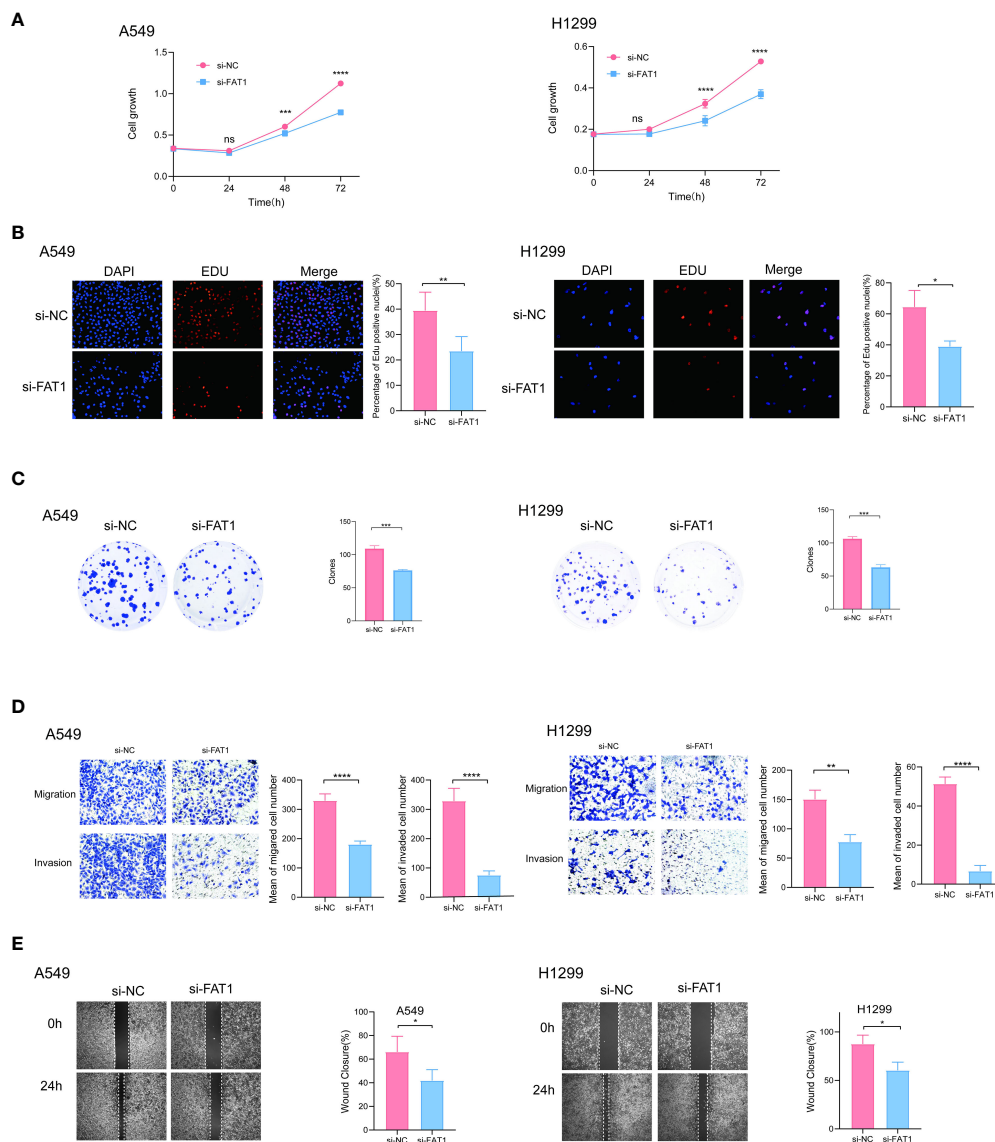 A
A549
si-NC
si-FAT1
Cell growth
1.5
1.0
0.5
0.0
ns
***
****
0
24
48
72
Time(h)
H1299
si-NC
si-FAT1
Cell growth
0.6
0.4
0.2
0.0
ns
****
****
0
24
48
72
Time(h)
B
A549
DAPI
EDU
Merge
si-NC
si-FAT1
Percentage of Edu positive nuclei(%)
50
40
30
20
10
0
**
si-NC
si-FAT1
H1299
DAPI
EDU
Merge
si-NC
si-FAT1
Percentage of Edu positive nuclei(%)
80
60
40
20
0
*
si-NC
si-FAT1
C
A549
si-NC
si-FAT1
Clones
150
100
50
0
***
si-NC
si-FAT1
H1299
si-NC
si-FAT1
Clones
150
100
50
0
***
si-NC
si-FAT1
D
A549
si-NC
si-FAT1
Migration
Invasion
Mean of migared cell number
400
300
200
100
0
****
si-NC
si-FAT1
Mean of invaded cell number
400
300
200
100
0
****
si-NC
si-FAT1
H1299
si-NC
si-FAT1
Migration
Invasion
Mean of migared cell number
200
150
100
50
0
**
si-NC
si-FAT1
Mean of invaded cell number
60
40
20
0
****
si-NC
si-FAT1
E
A549
si-NC
si-FAT1
0h
24h
A549
Wound Closure(%)
100
80
60
40
20
0
*
si-NC
si-FAT1
H1299
si-NC
si-FAT1
0h
24h
H1299
Wound Closure(%)
100
50
0
*
si-NC
si-FAT1